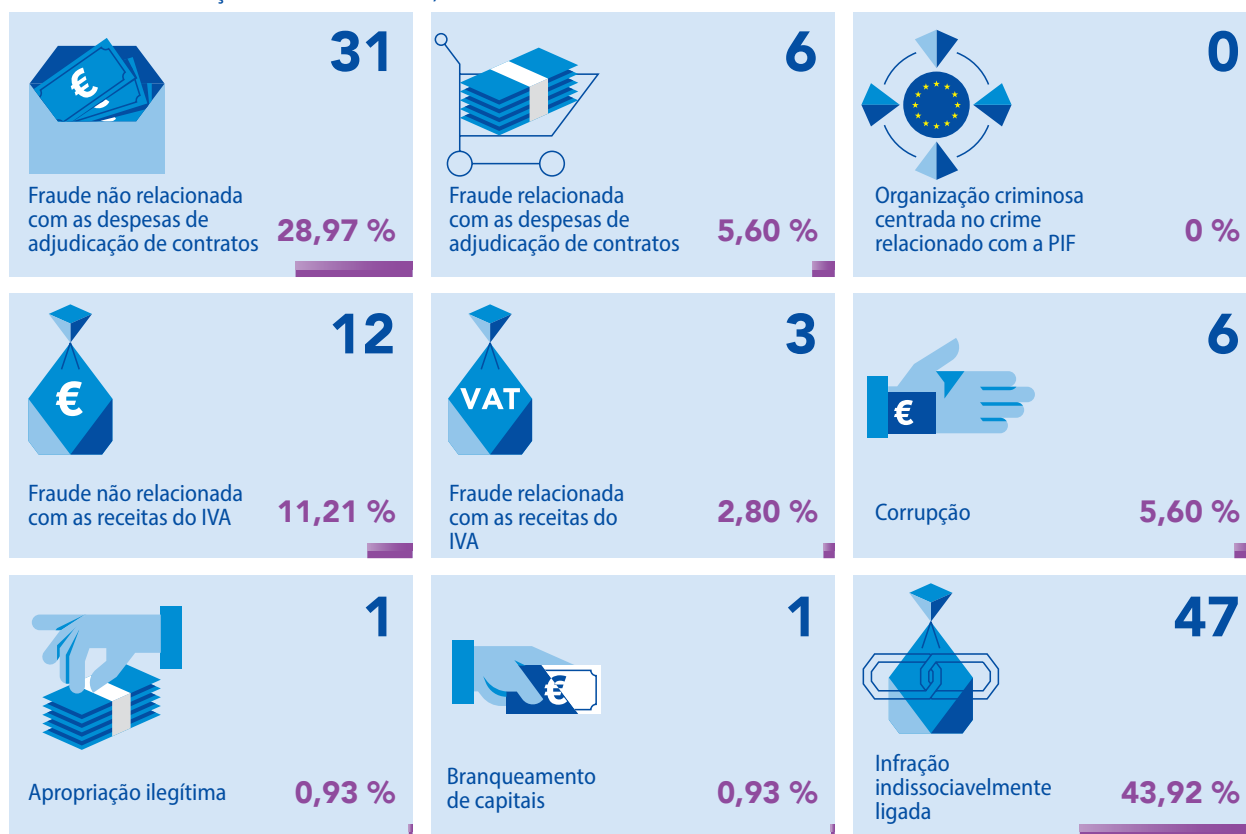 31
€
Fraude não relacionada
com as despesas de
adjudicação de contratos
28,97 %
6
Fraude relacionada
com as despesas de
adjudicação de contratos
5,60 %
0
Organização criminosa
centrada no crime
relacionado com a PIF
0 %
12
€
Fraude não relacionada
com as receitas do IVA
11,21 %
3
VAT
Fraude relacionada
com as receitas do
IVA
2,80 %
6
€
Corrupção
5,60 %
1
Apropriação ilegítima
0,93 %
1
€
Branqueamento
de capitais
0,93 %
47
Infração
indissociavelmente
ligada
43,92 %